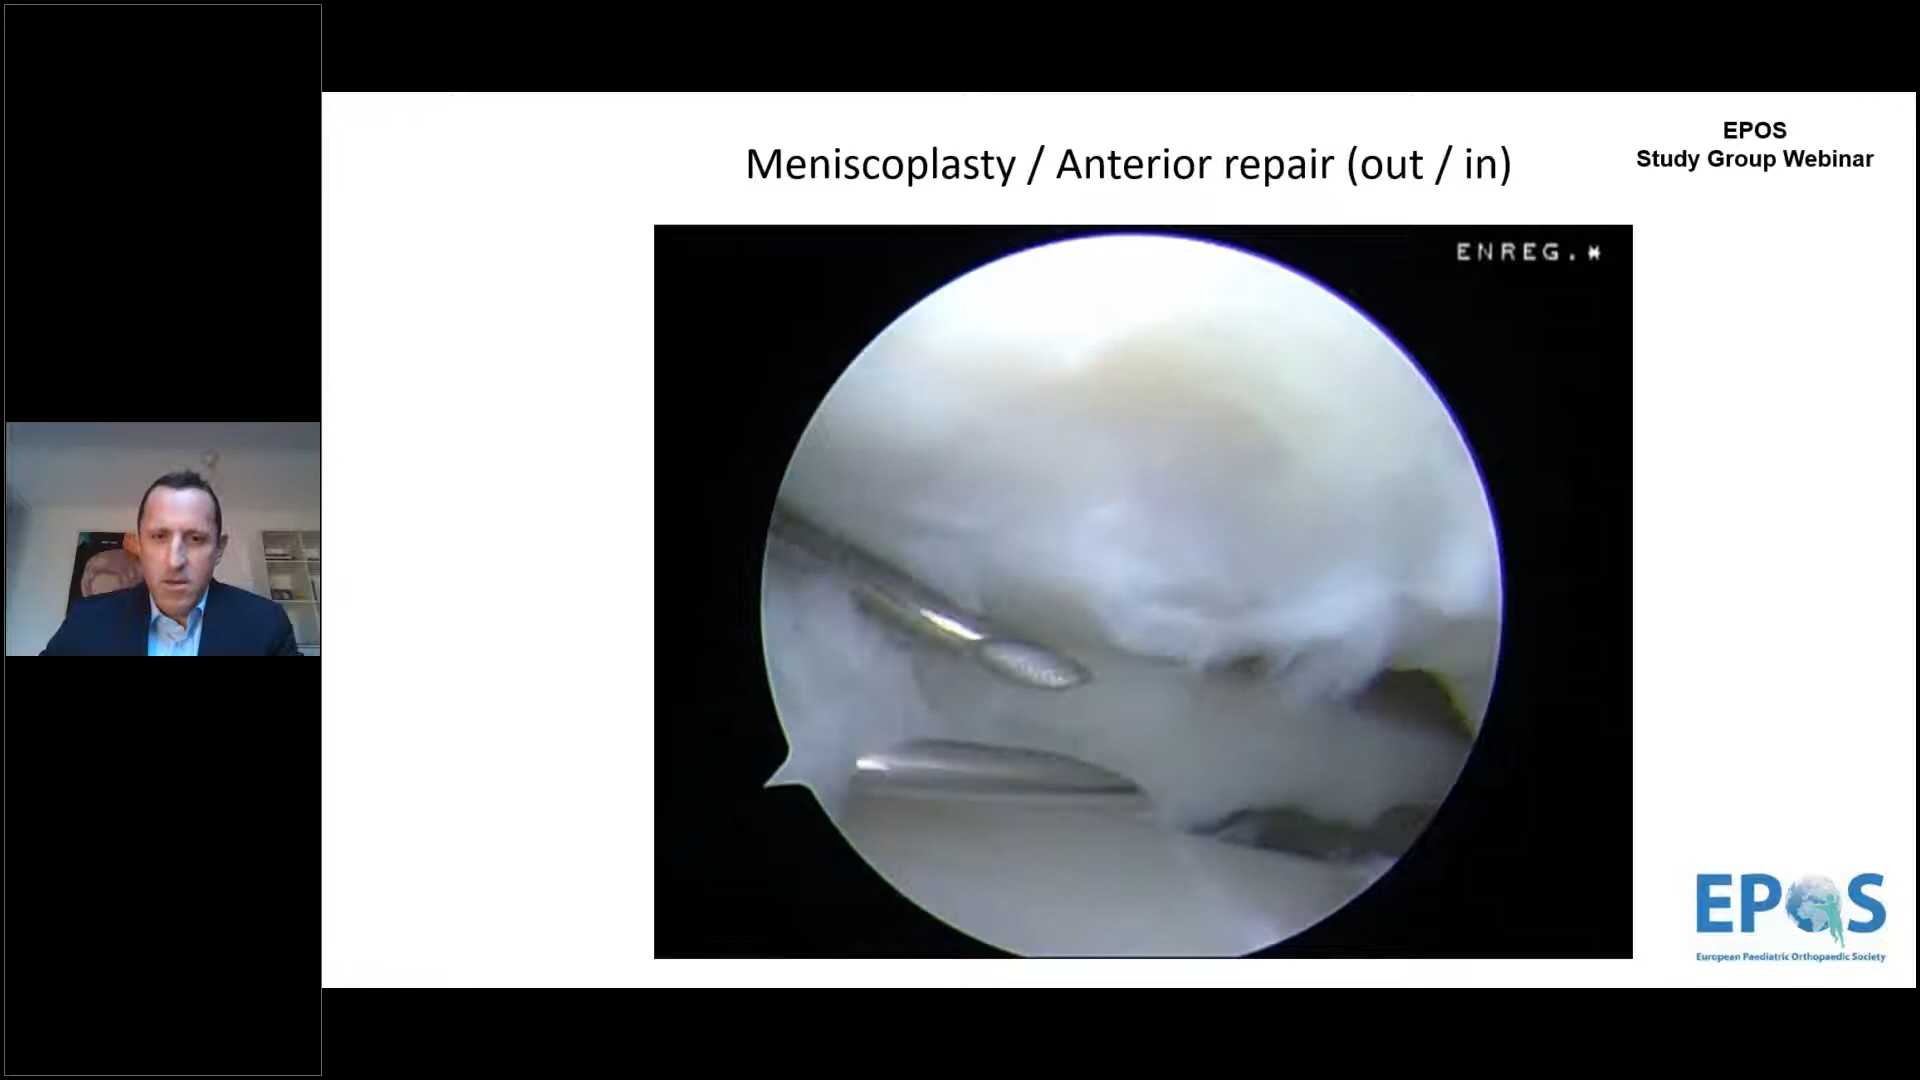 Meniscoplasty / Anterior repair (out / in)
EPOS
Study Group Webinar
ENREG.*
EPOS
European Paediatric Orthopaedic Society